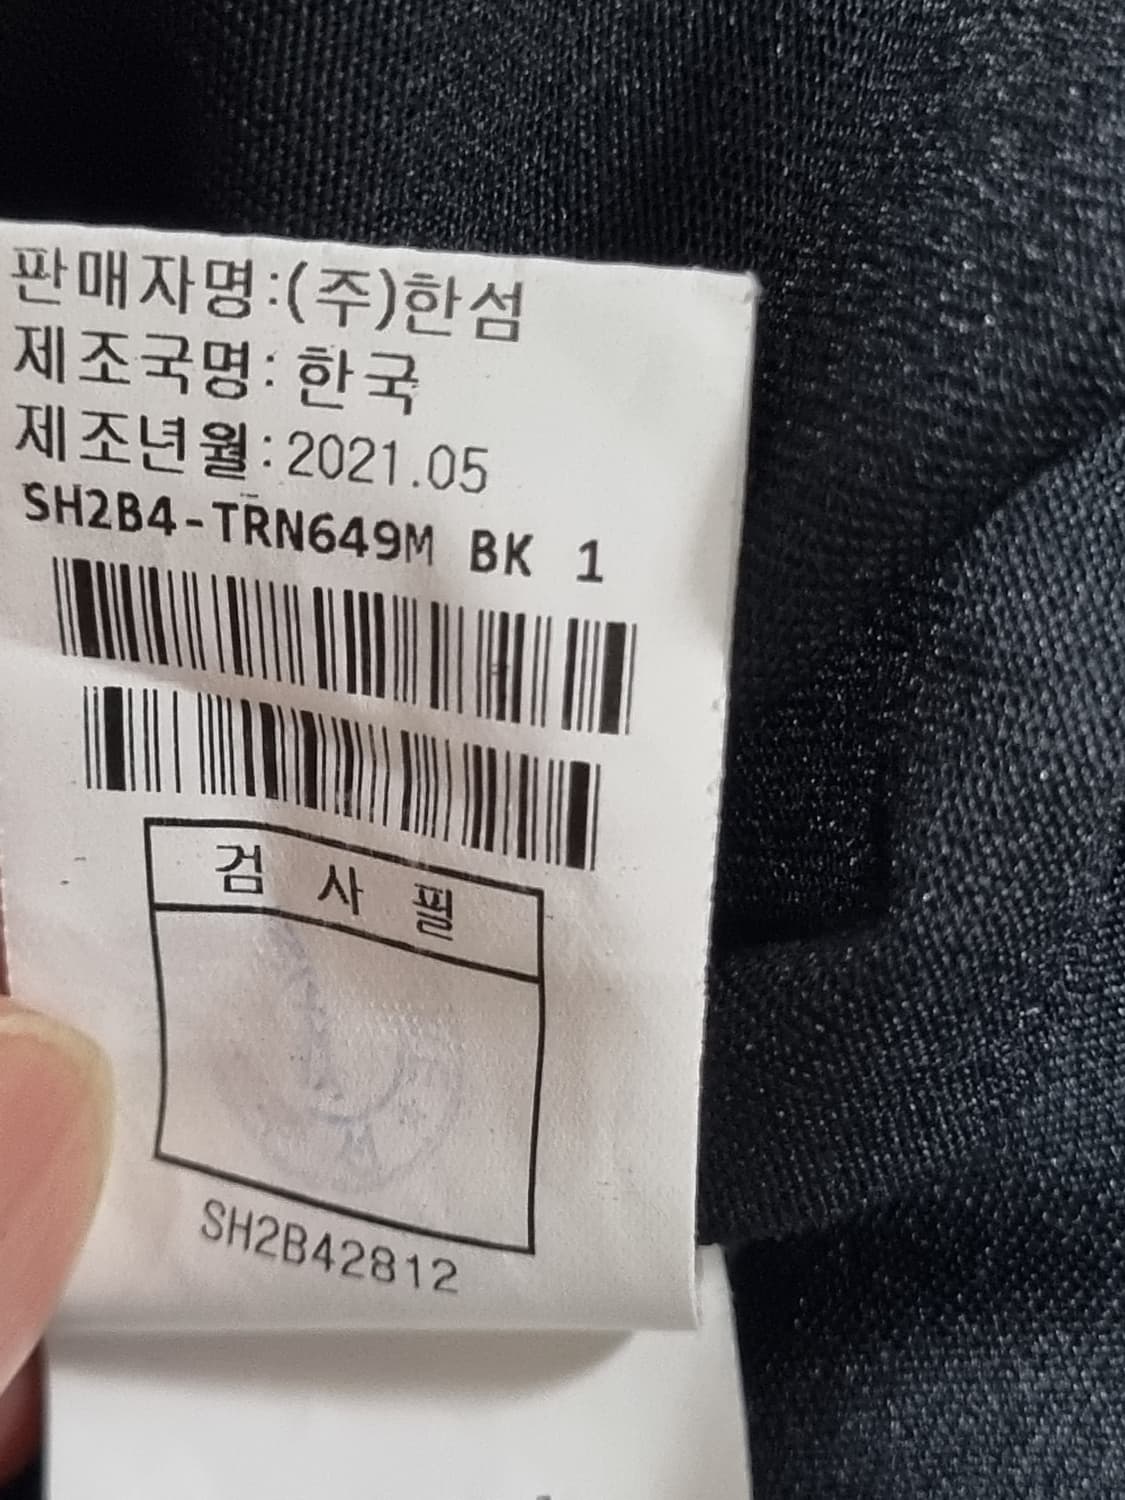 판매자명:(주)한섬
제조국명: 한국
제조년월:2021.05
SH2B4-TRN649M BK 1
검 사 필
SH2B42812